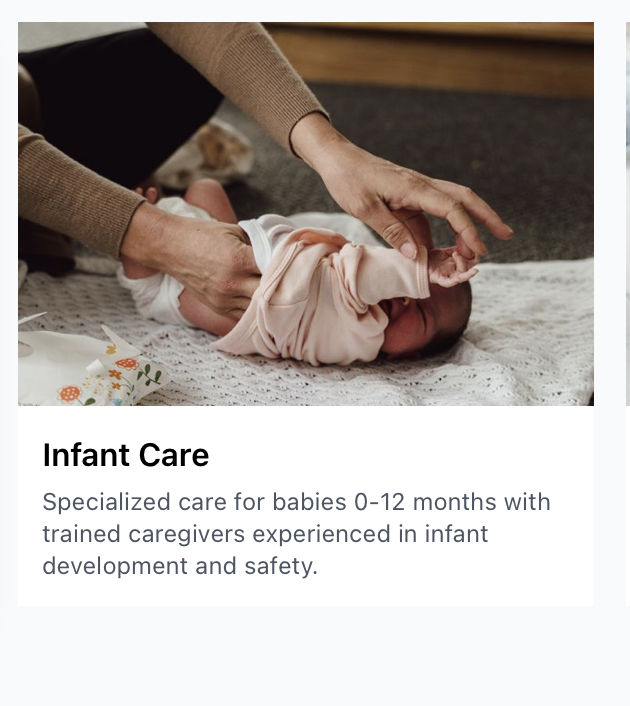 Infant Care
Specialized care for babies 0-12 months with
trained caregivers experienced in infant
development and safety.